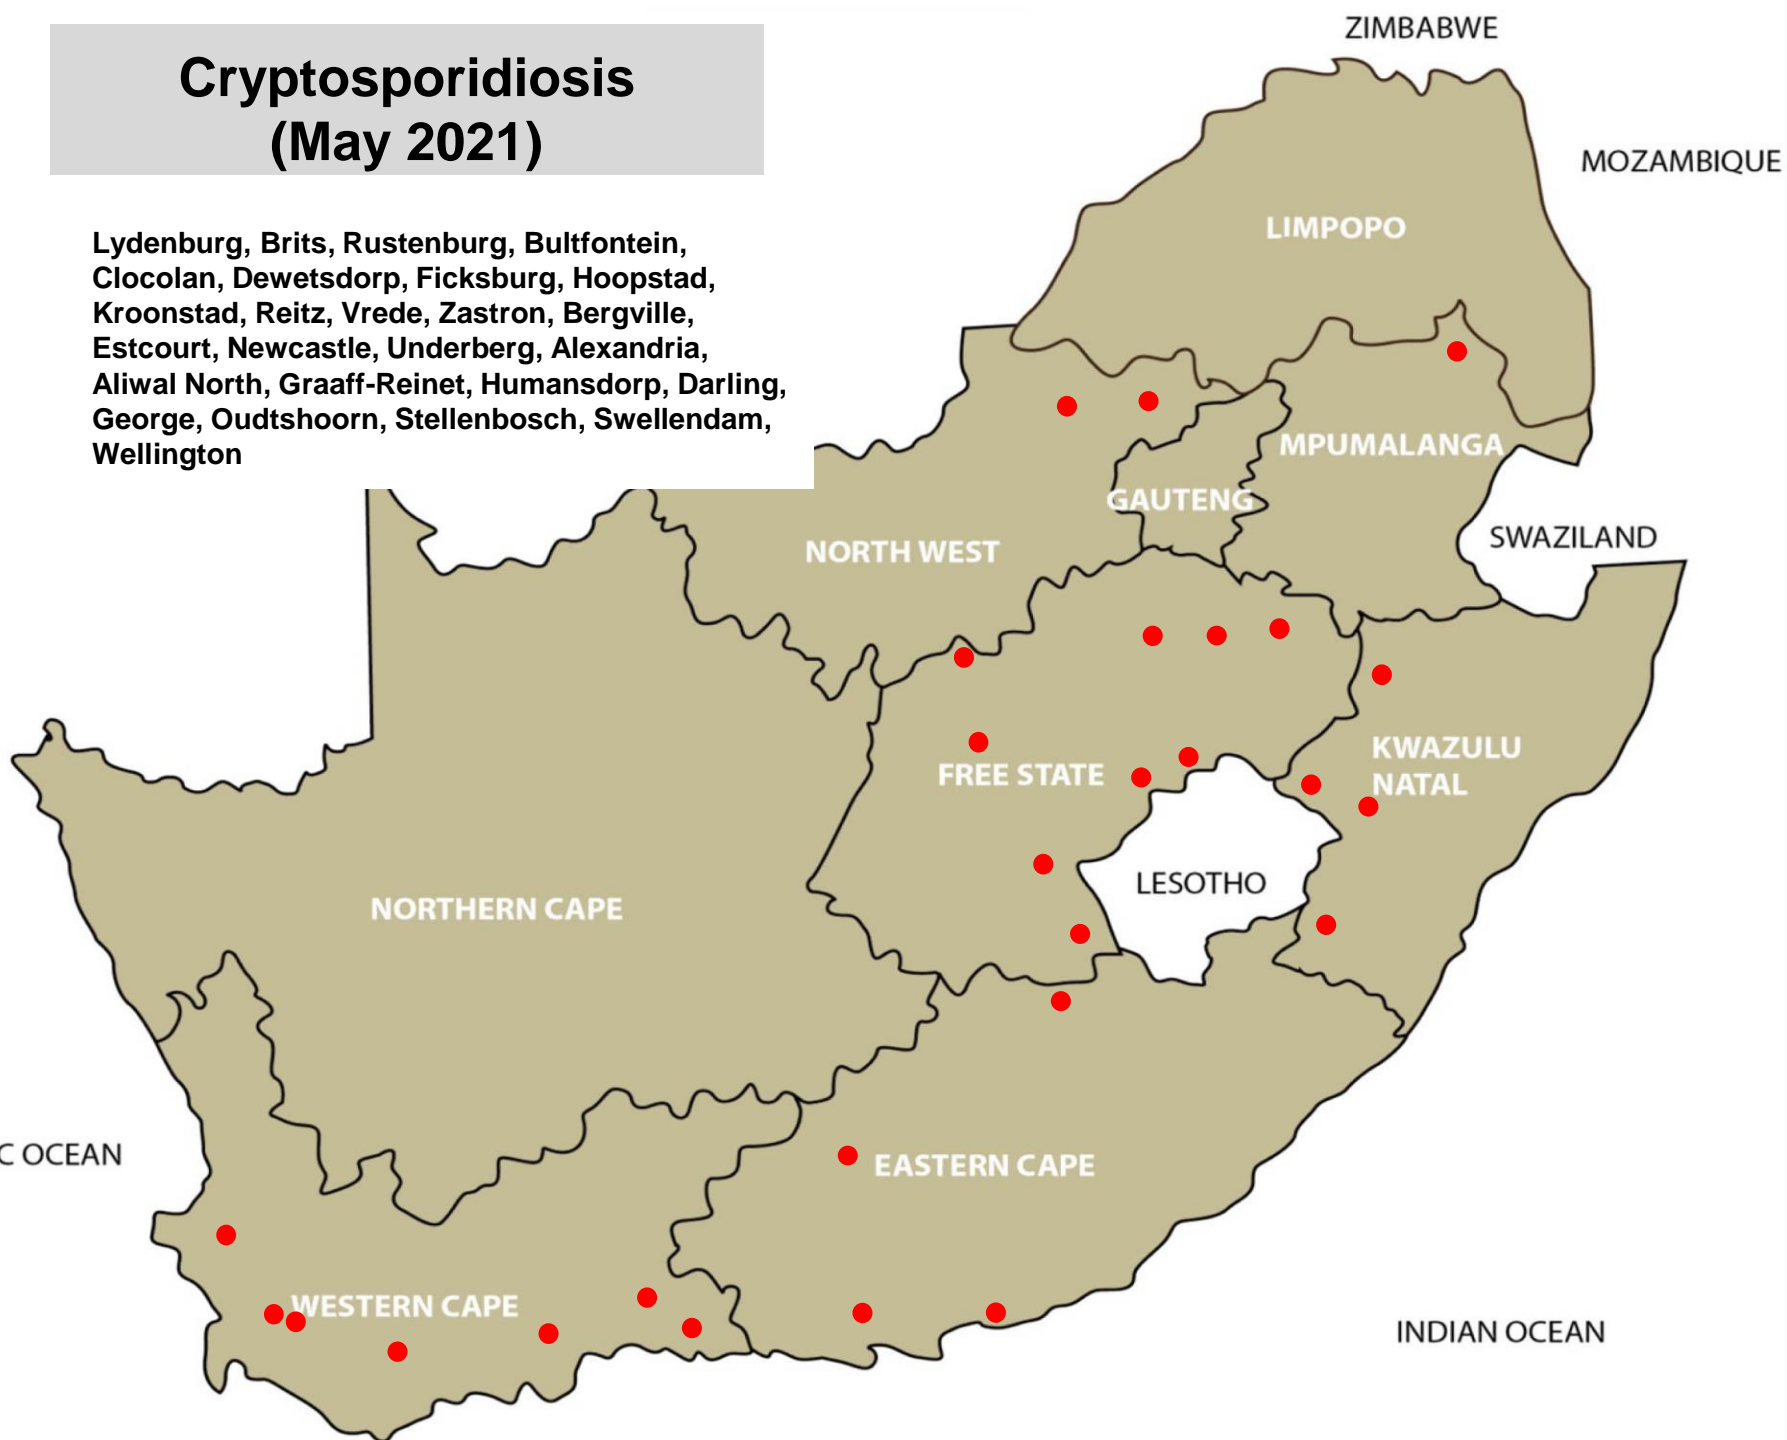 Cryptosporidiosis
(May 2021)
Lydenburg, Brits, Rustenburg, Bultfontein,
Clocolan, Dewetsdorp, Ficksburg, Hoopstad,
Kroonstad, Reitz, Vrede, Zastron, Bergville,
Estcourt, Newcastle, Underberg, Alexandria,
Aliwal North, Graaff-Reinet, Humansdorp, Darling,
George, Oudtshoorn, Stellenbosch, Swellendam,
Wellington
ZIMBABWE
MOZAMBIQUE
LIMPOPO
MPUMALANGA
GAUTENG
SWAZILAND
NORTH WEST
KWAZULU
NATAL
FREE STATE
LESOTHO
NORTHERN CAPE
C OCEAN
EASTERN CAPE
WESTERN CAPE
INDIAN OCEAN